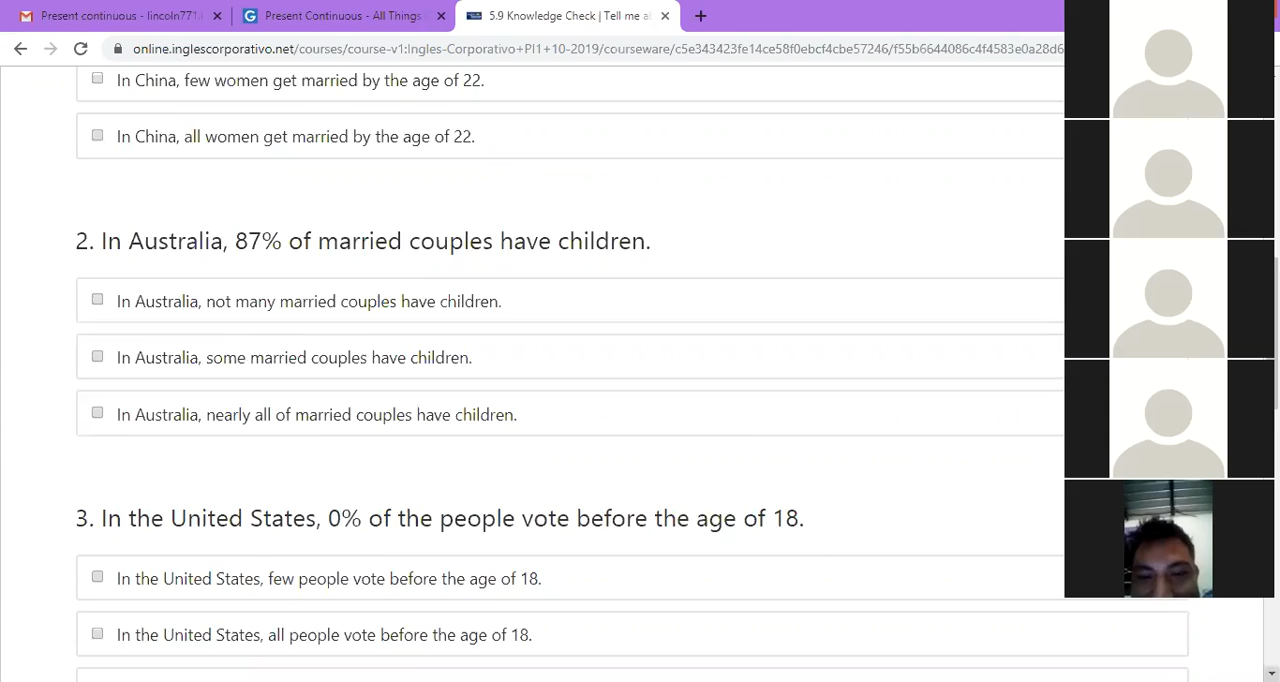 Present continuous - lincoln771.
Present Continuous - All Things
5.9 Knowledge Check | Tell me a
online.inglescorporativo.net/courses/course-v1:Ingles-Corporativo+PI1+10-2019/courseware/c5e343423fe14ce58f0ebcf4cbe57246/f55b6644086c4f4583e0a28d6
In China, few women get married by the age of 22.
In China, all women get married by the age of 22.
2. In Australia, 87% of married couples have children.
In Australia, not many married couples have children.
In Australia, some married couples have children.
In Australia, nearly all of married couples have children.
3. In the United States, 0% of the people vote before the age of 18.
In the United States, few people vote before the age of 18.
In the United States, all people vote before the age of 18.